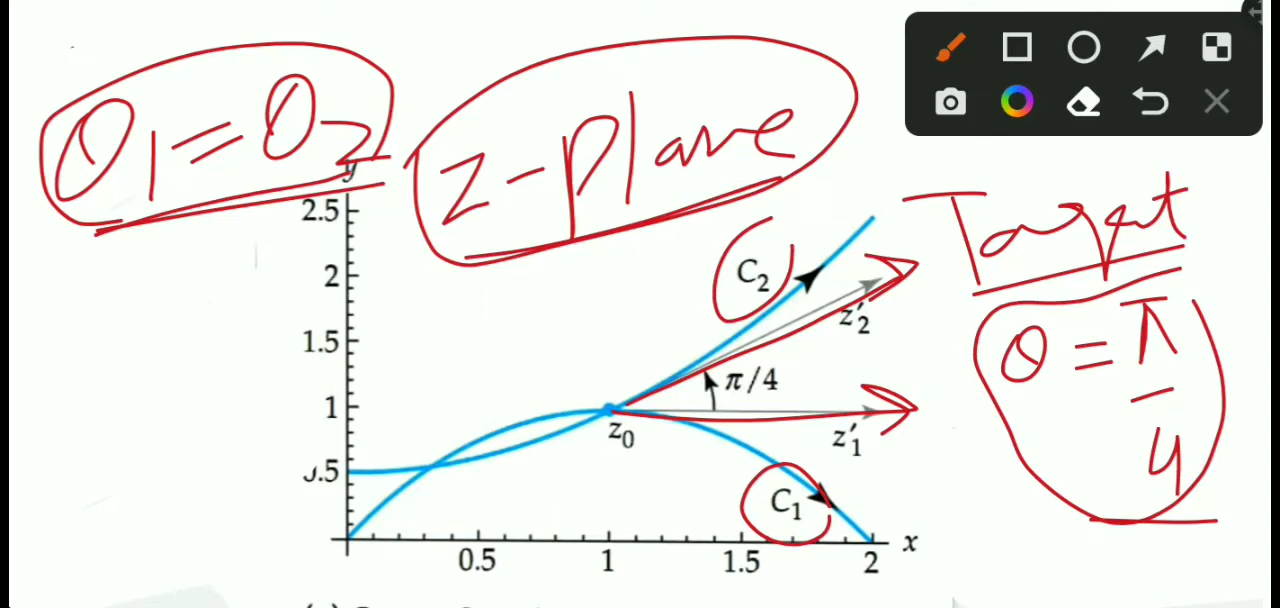 θ1 = θ2
z-plane
Target
θ = π/4
y
2.5
2
1.5
1
.5
C2
z′2
π/4
z0
z′1
C1
0.5
1
1.5
2
x